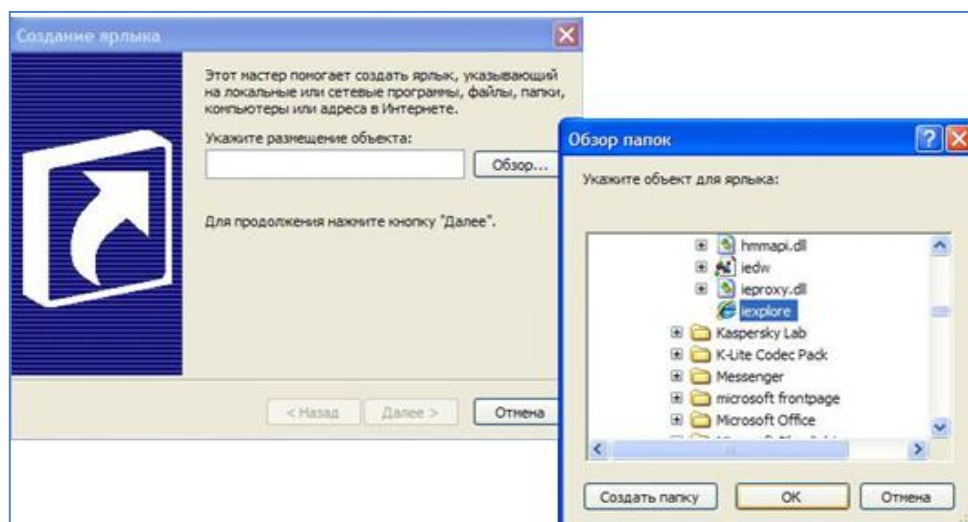 Создание ярлыка
Этот мастер помогает создать ярлык, указывающий
на локальные или сетевые программы, файлы, папки,
компьютеры или адреса в Интернете.
Укажите размещение объекта:
Обзор...
Для продолжения нажмите кнопку "Далее".
< Назад
Далее >
Отмена
Обзор папок
Укажите объект для ярлыка:
hmmapi.dll
iedw
ieproxy.dll
iexplore
Kaspersky Lab
K-Lite Codec Pack
Messenger
microsoft frontpage
Microsoft Office
Создать папку
ОК
Отмена